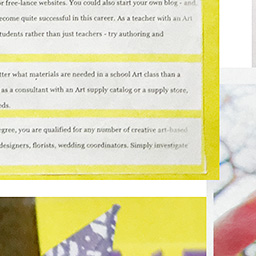 or free-lance websites. You could also start your own blog - and,
ecome quite successful in this career. As a teacher with an Art
tudents rather than just teachers - try authoring and
tter what materials are needed in a school Art class than a
as a consultant with an Art supply catalog or a supply store,
eds.
egree, you are qualified for any number of creative art-based
designers, florists, wedding coordinators. Simply investigate